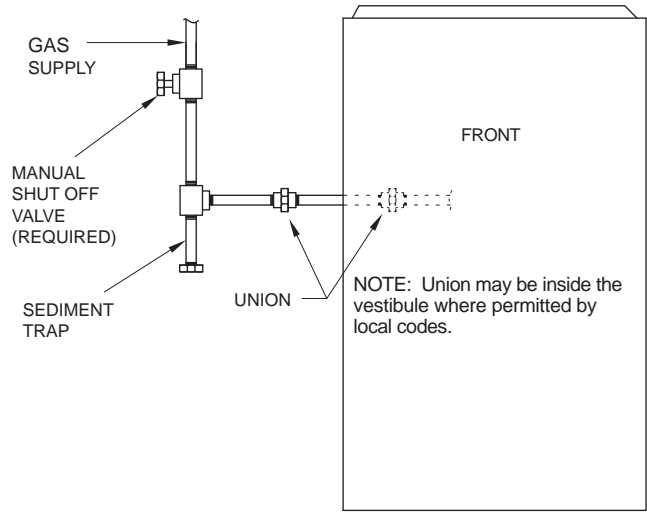 GAS
SUPPLY
FRONT
MANUAL
SHUT OFF
VALVE
(REQUIRED)
SEDIMENT
TRAP
UNION
NOTE:  Union may be inside the
vestibule where permitted by
local codes.